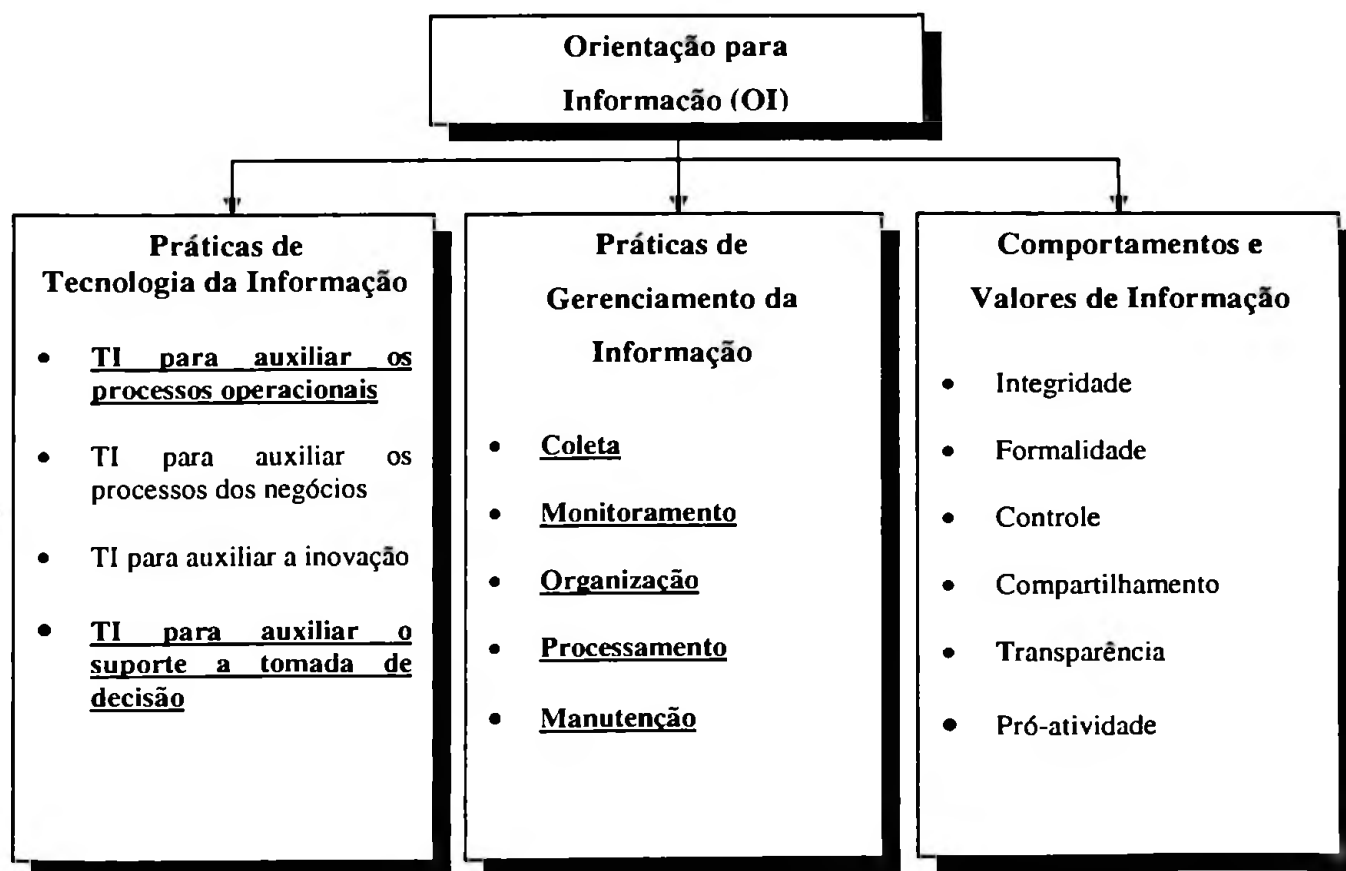 Orientação para
Informacão (OI)
Práticas de
Tecnologia da Informação
• TI para auxiliar os
processos operacionais
• TI para auxiliar os
processos dos negócios
• TI para auxiliar a inovação
• TI para auxiliar o
suporte a tomada de
decisão
Práticas de
Gerenciamento da
Informação
• Coleta
• Monitoramento
• Organização
• Processamento
• Manutenção
Comportamentos e
Valores de Informação
• Integridade
• Formalidade
• Controle
• Compartilhamento
• Transparência
• Pró-atividade